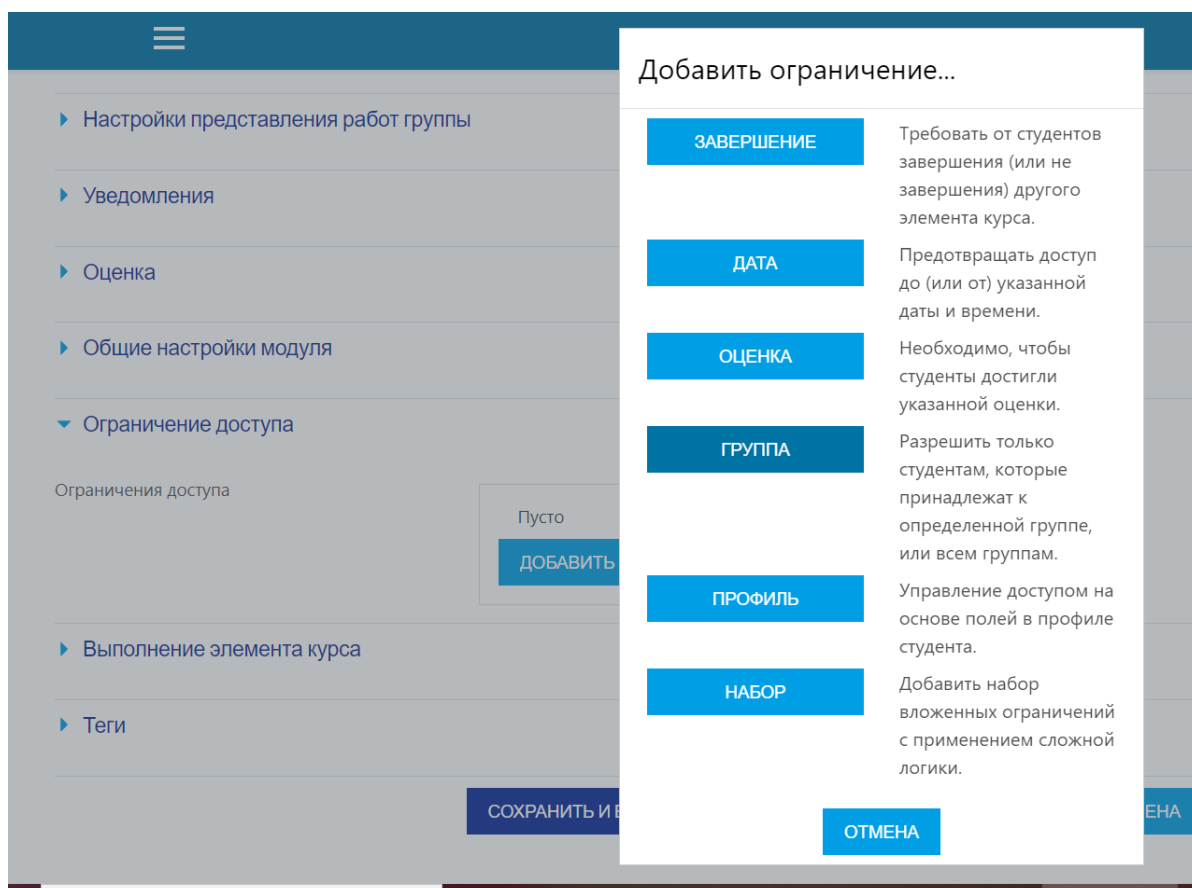 Добавить ограничение...
Настройки представления работ группы
Уведомления
Оценка
Общие настройки модуля
Ограничение доступа
Ограничения доступа
Пусто
ДОБАВИТЬ
Выполнение элемента курса
Теги
СОХРАНИТЬ И
ЕНА
ЗАВЕРШЕНИЕ
Требовать от студентов
завершения (или не
завершения) другого
элемента курса.
ДАТА
Предотвращать доступ
до (или от) указанной
даты и времени.
ОЦЕНКА
Необходимо, чтобы
студенты достигли
указанной оценки.
ГРУППА
Разрешить только
студентам, которые
принадлежат к
определенной группе,
или всем группам.
ПРОФИЛЬ
Управление доступом на
основе полей в профиле
студента.
НАБОР
Добавить набор
вложенных ограничений
с применением сложной
логики.
ОТМЕНА